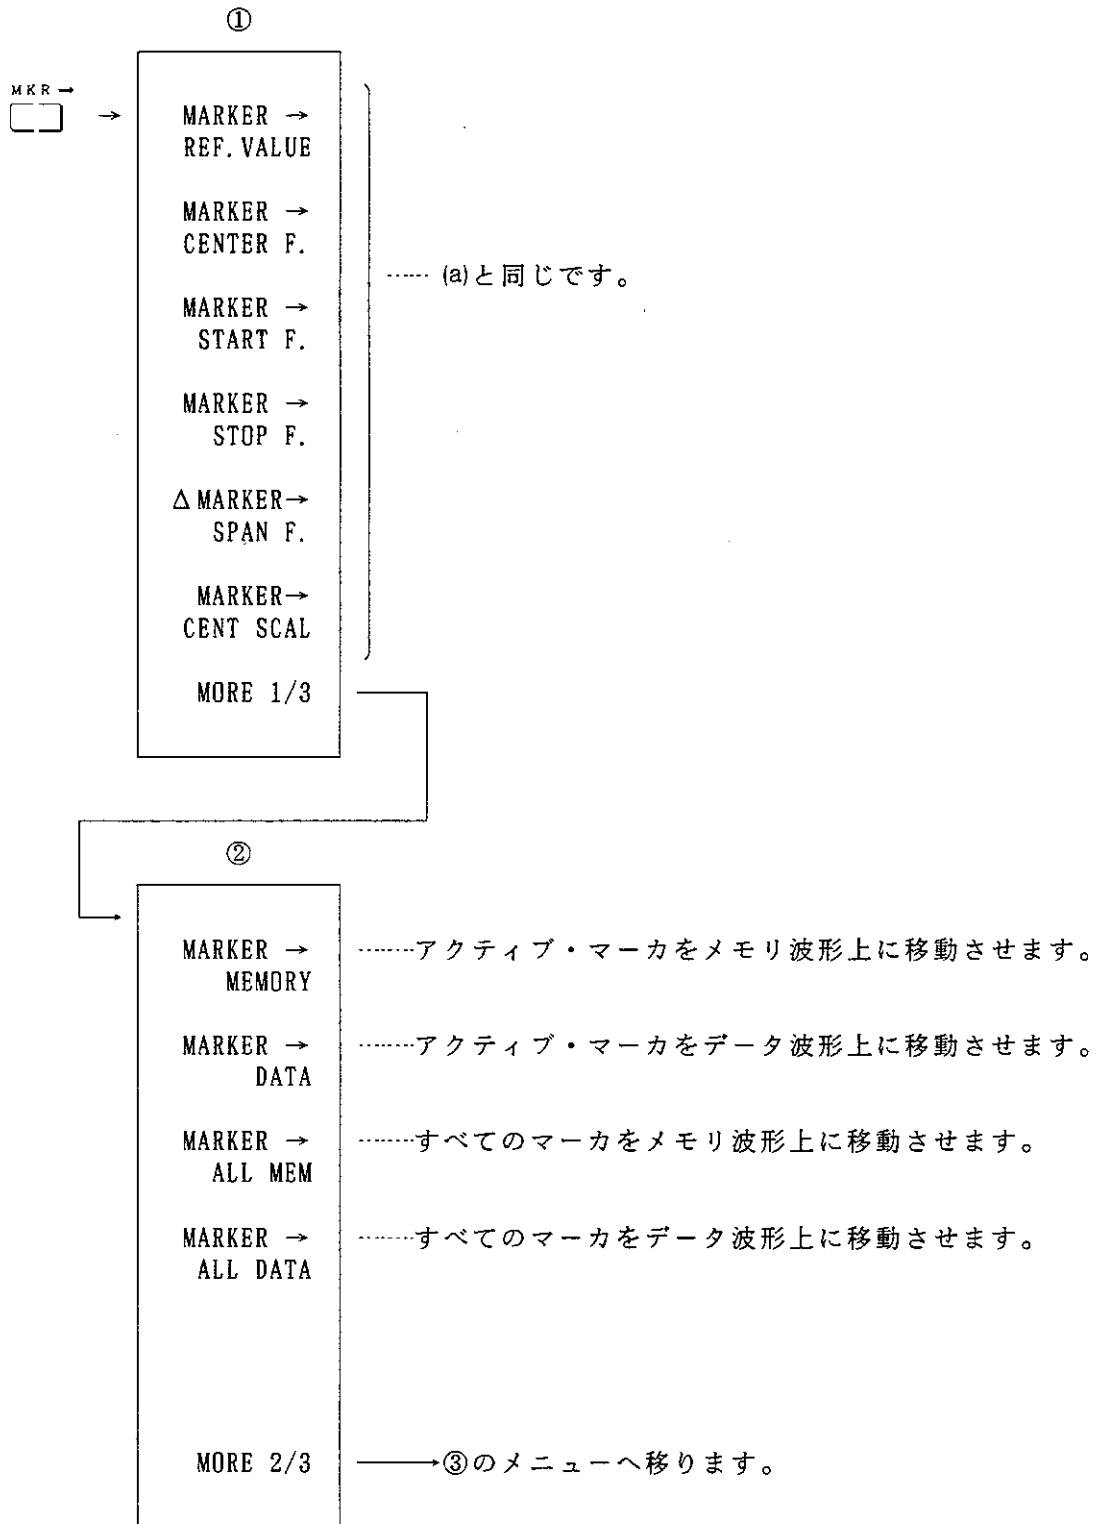 ①
MKR→
→
MARKER →
REF.VALUE
MARKER →
CENTER F.
…… (a)と同じです。
MARKER →
START F.
MARKER →
STOP F.
Δ MARKER→
SPAN F.
MARKER→
CENT SCAL
MORE 1/3
②
MARKER → ……アクティブ・マーカをメモリ波形上に移動させます。
MEMORY
MARKER → ……アクティブ・マーカをデータ波形上に移動させます。
DATA
MARKER → ……すべてのマーカをメモリ波形上に移動させます。
ALL MEM
MARKER → ……すべてのマーカをデータ波形上に移動させます。
ALL DATA
MORE 2/3 →③のメニューへ移ります。